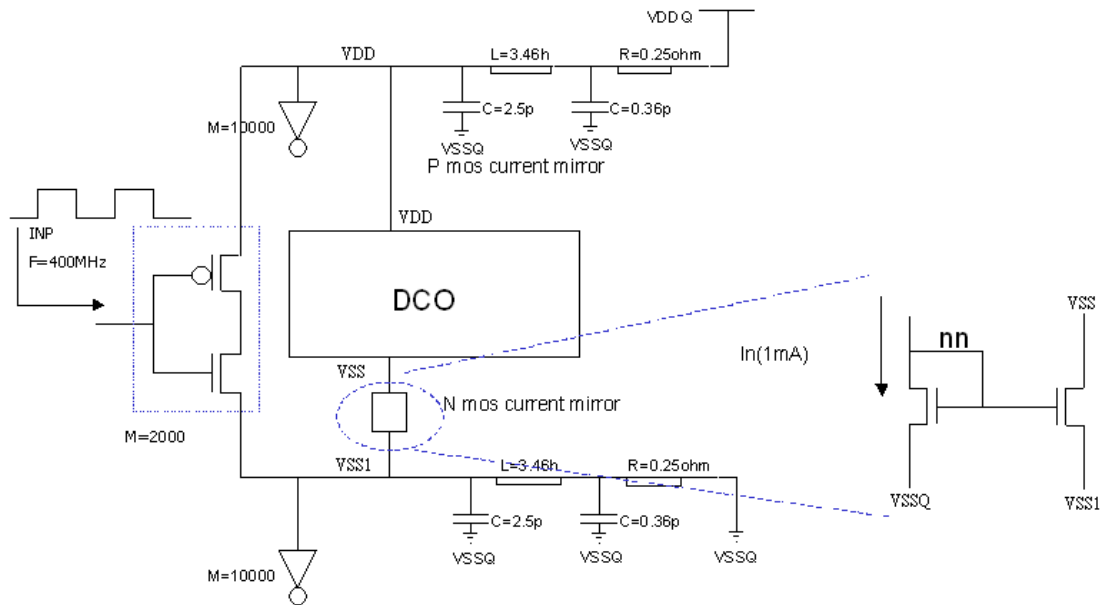 VDDQ
VDD
L=3.46h
R=0.25ohm
M=10000
C=2.5p
C=0.36p
VSSQ
VSSQ
P mos current mirror
INP
F=400MHz
VDD
DCO
VSS
N mos current mirror
M=2000
VSS1
L=3.46h
R=0.25ohm
C=2.5p
C=0.36p
VSSQ
VSSQ
VSSQ
M=10000
In(1mA)
nn
VSS
VSSQ
VSS1